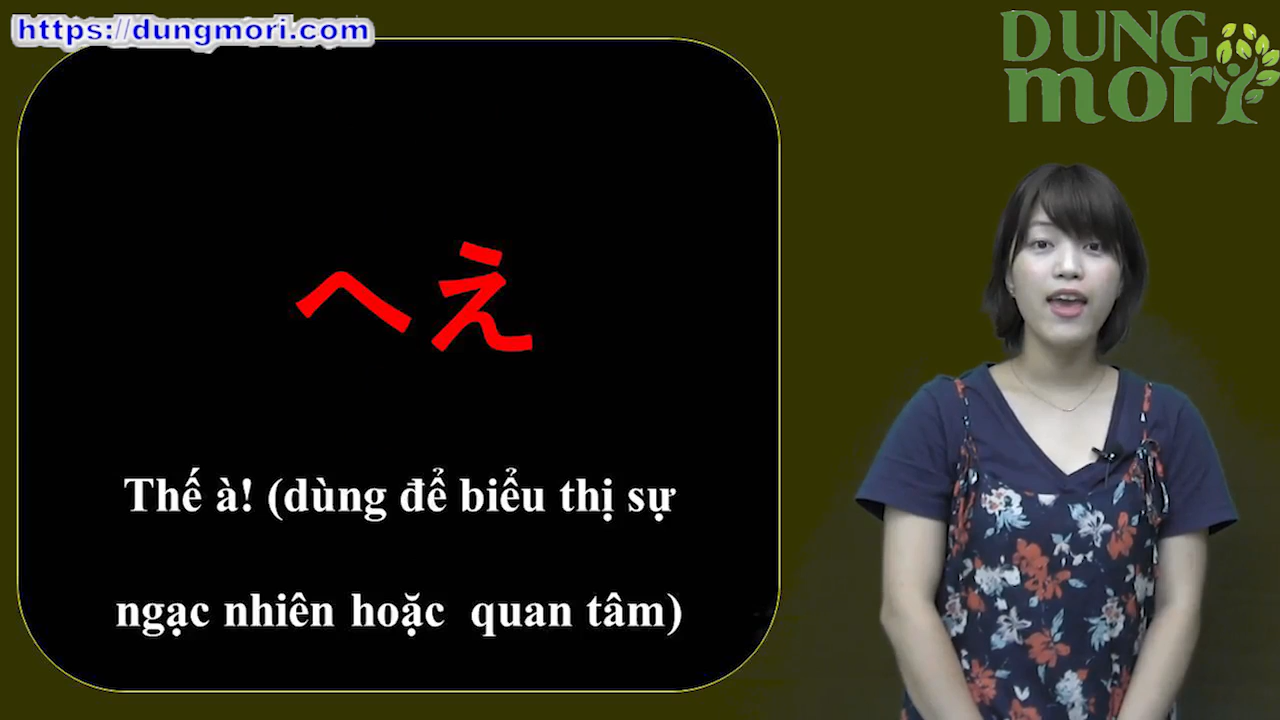 https://dungmori.com
DUNG
mori
へえ
Thế à! (dùng để biểu thị sự
ngạc nhiên hoặc quan tâm)